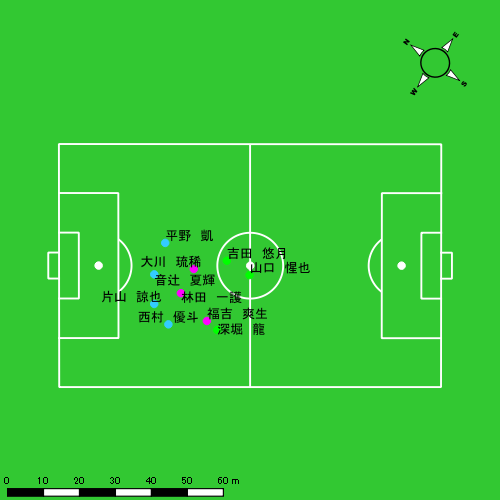 N
E
W
S
平野 凱
吉田 悠月
大川 琉稀
山口 惺也
音辻 夏輝
片山 諒也
林田 一護
西村 優斗
福吉 爽生
深堀 龍
0 10 20 30 40 50 60 m